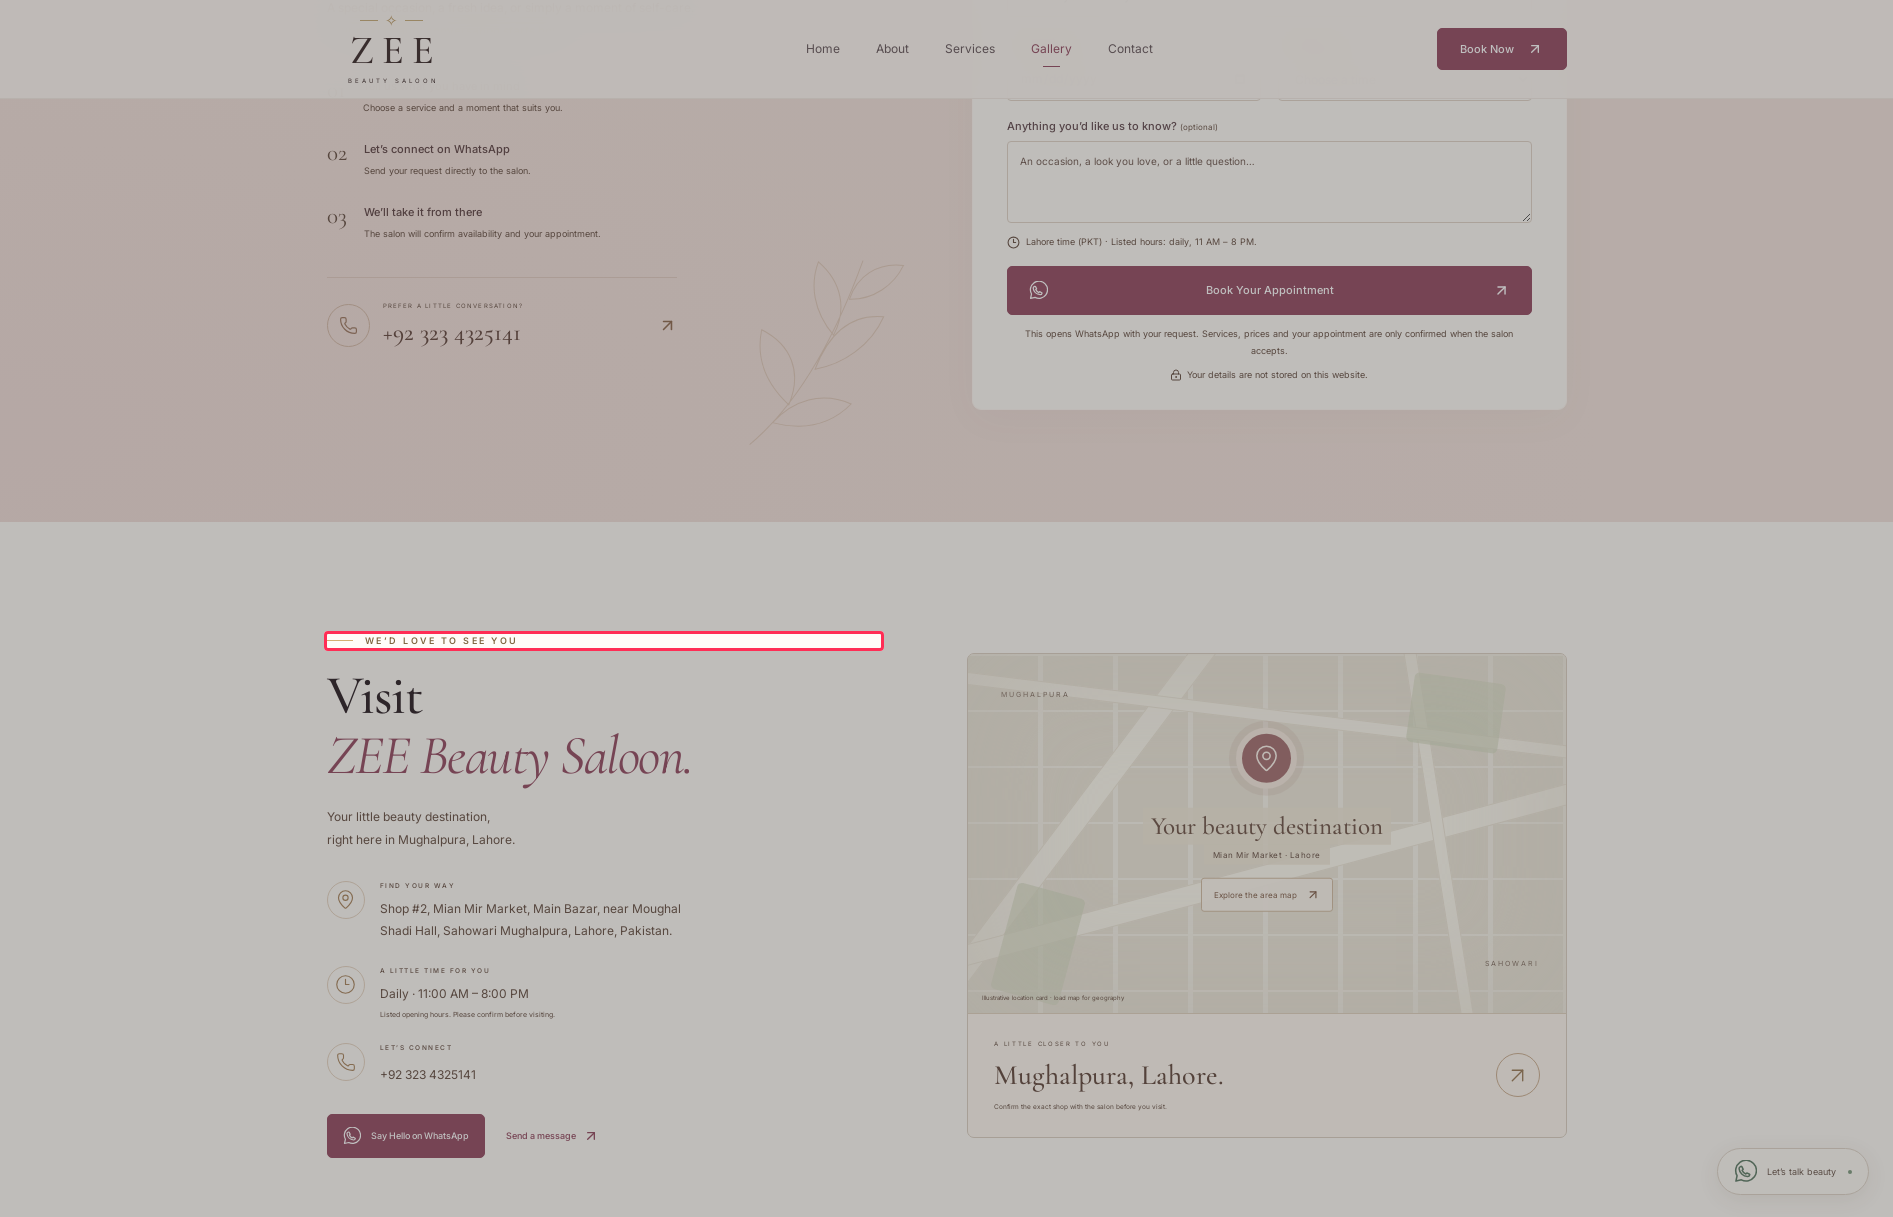 ZEE
BEAUTY SALOON
Home
About
Services
Gallery
Contact
Book Now
Choose a service and a moment that suits you.
02
Let’s connect on WhatsApp
Send your request directly to the salon.
03
We’ll take it from there
The salon will confirm availability and your appointment.
PREFER A LITTLE CONVERSATION?
+92 323 4325141
Anything you’d like us to know? (optional)
An occasion, a look you love, or a little question…
Lahore time (PKT) · Listed hours: daily, 11 AM – 8 PM.
Book Your Appointment
This opens WhatsApp with your request. Services, prices and your appointment are only confirmed when the salon
accepts.
Your details are not stored on this website.
WE’D LOVE TO SEE YOU
Visit
ZEE Beauty Saloon.
Your little beauty destination,
right here in Mughalpura, Lahore.
FIND YOUR WAY
Shop #2, Mian Mir Market, Main Bazar, near Moughal
Shadi Hall, Sahowari Mughalpura, Lahore, Pakistan.
A LITTLE TIME FOR YOU
Daily · 11:00 AM – 8:00 PM
Listed opening hours. Please confirm before visiting.
LET’S CONNECT
+92 323 4325141
Say Hello on WhatsApp
Send a message
MUGHALPURA
Your beauty destination
Mian Mir Market · Lahore
Explore the area map
SAHOWARI
Illustrative location card · load map for geography
A LITTLE CLOSER TO YOU
Mughalpura, Lahore.
Confirm the exact shop with the salon before you visit.
Let’s talk beauty